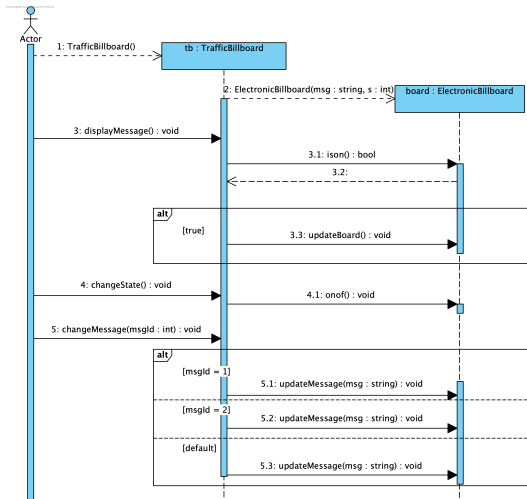 Actor
1: TrafficBillboard()
tb : TrafficBillboard
2: ElectronicBillboard(msg : string, s : int)
board : ElectronicBillboard
3: displayMessage() : void
3.1: ison() : bool
3.2:
alt
[true]
3.3: updateBoard() : void
4: changeState() : void
4.1: onof() : void
5: changeMessage(msgId : int) : void
alt
[msgId = 1]
5.1: updateMessage(msg : string) : void
[msgId = 2]
5.2: updateMessage(msg : string) : void
[default]
5.3: updateMessage(msg : string) : void